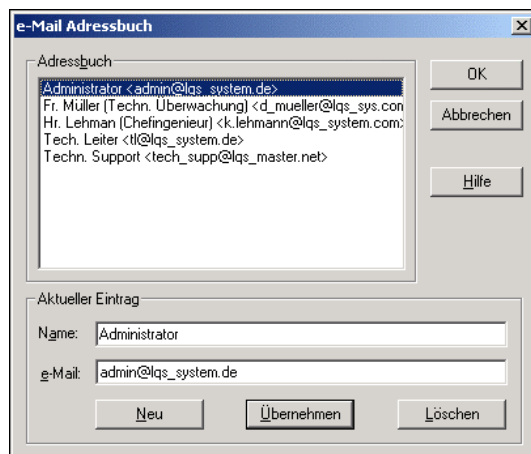 e-Mail Adressbuch
Adressbuch
Administrator <admin@lqs_system.de>
Fr. Müller (Techn. Überwachung) <d_mueller@lqs_sys.com
Hr. Lehman (Chefingenieur) <k.lehmann@lqs_system.com>
Tech. Leiter <tl@lqs_system.de>
Techn. Support <tech_supp@lqs_master.net>
OK
Abbrechen
Hilfe
Aktueller Eintrag
Name:
Administrator
e-Mail:
admin@lqs_system.de
Neu
Übernehmen
Löschen